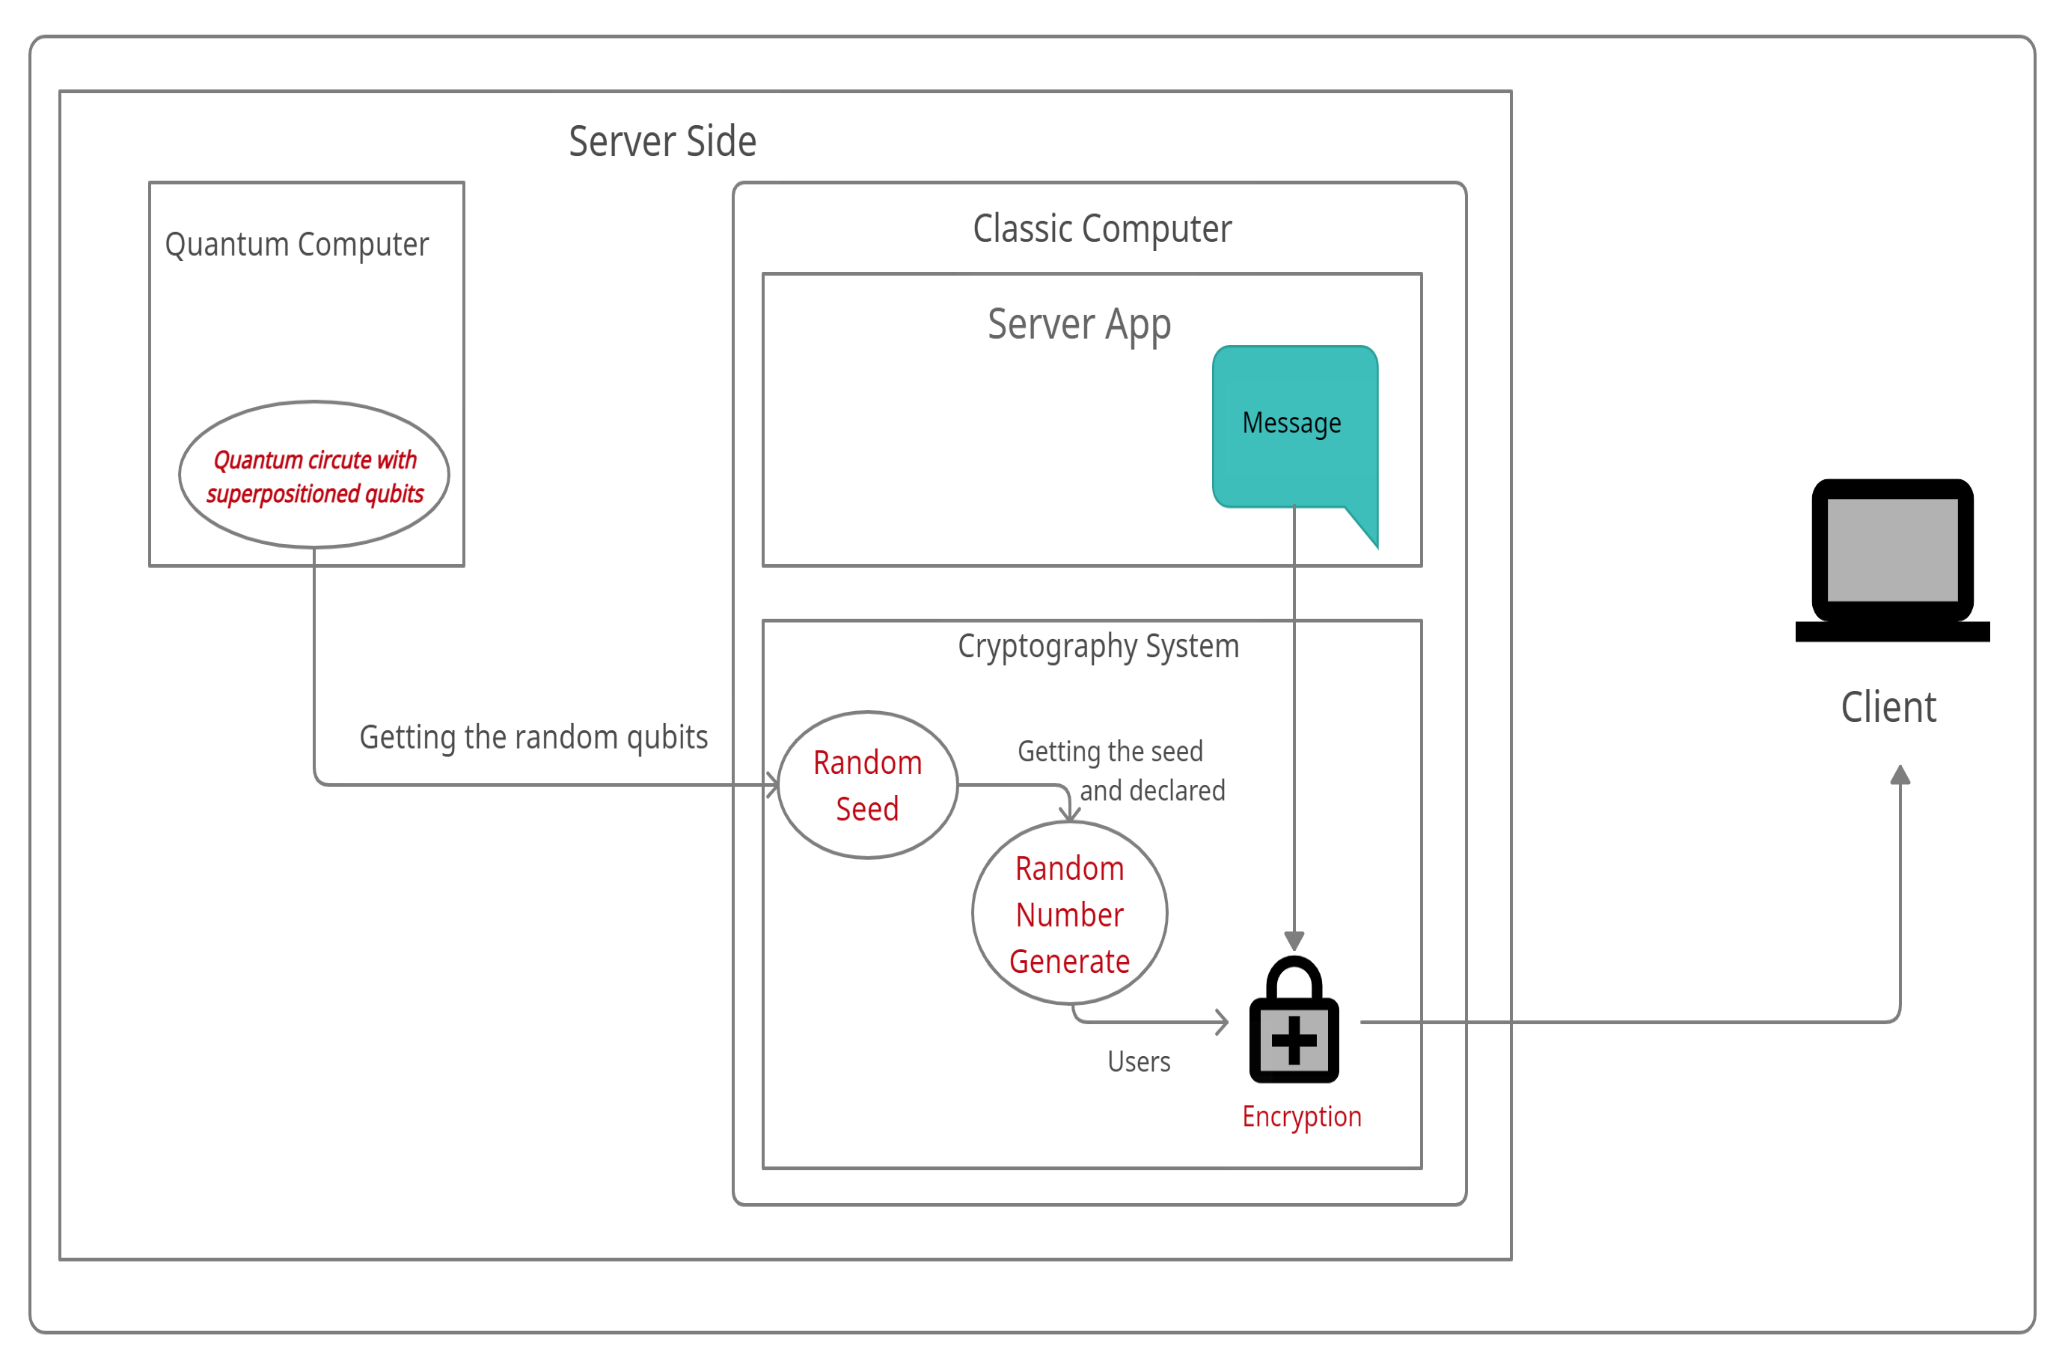 Server Side
Quantum Computer
Quantum circute with
superpositioned qubits
Classic Computer
Server App
Message
Cryptography System
Getting the random qubits
Random
Seed
Getting the seed
and declared
Random
Number
Generate
Users
Encryption
Client